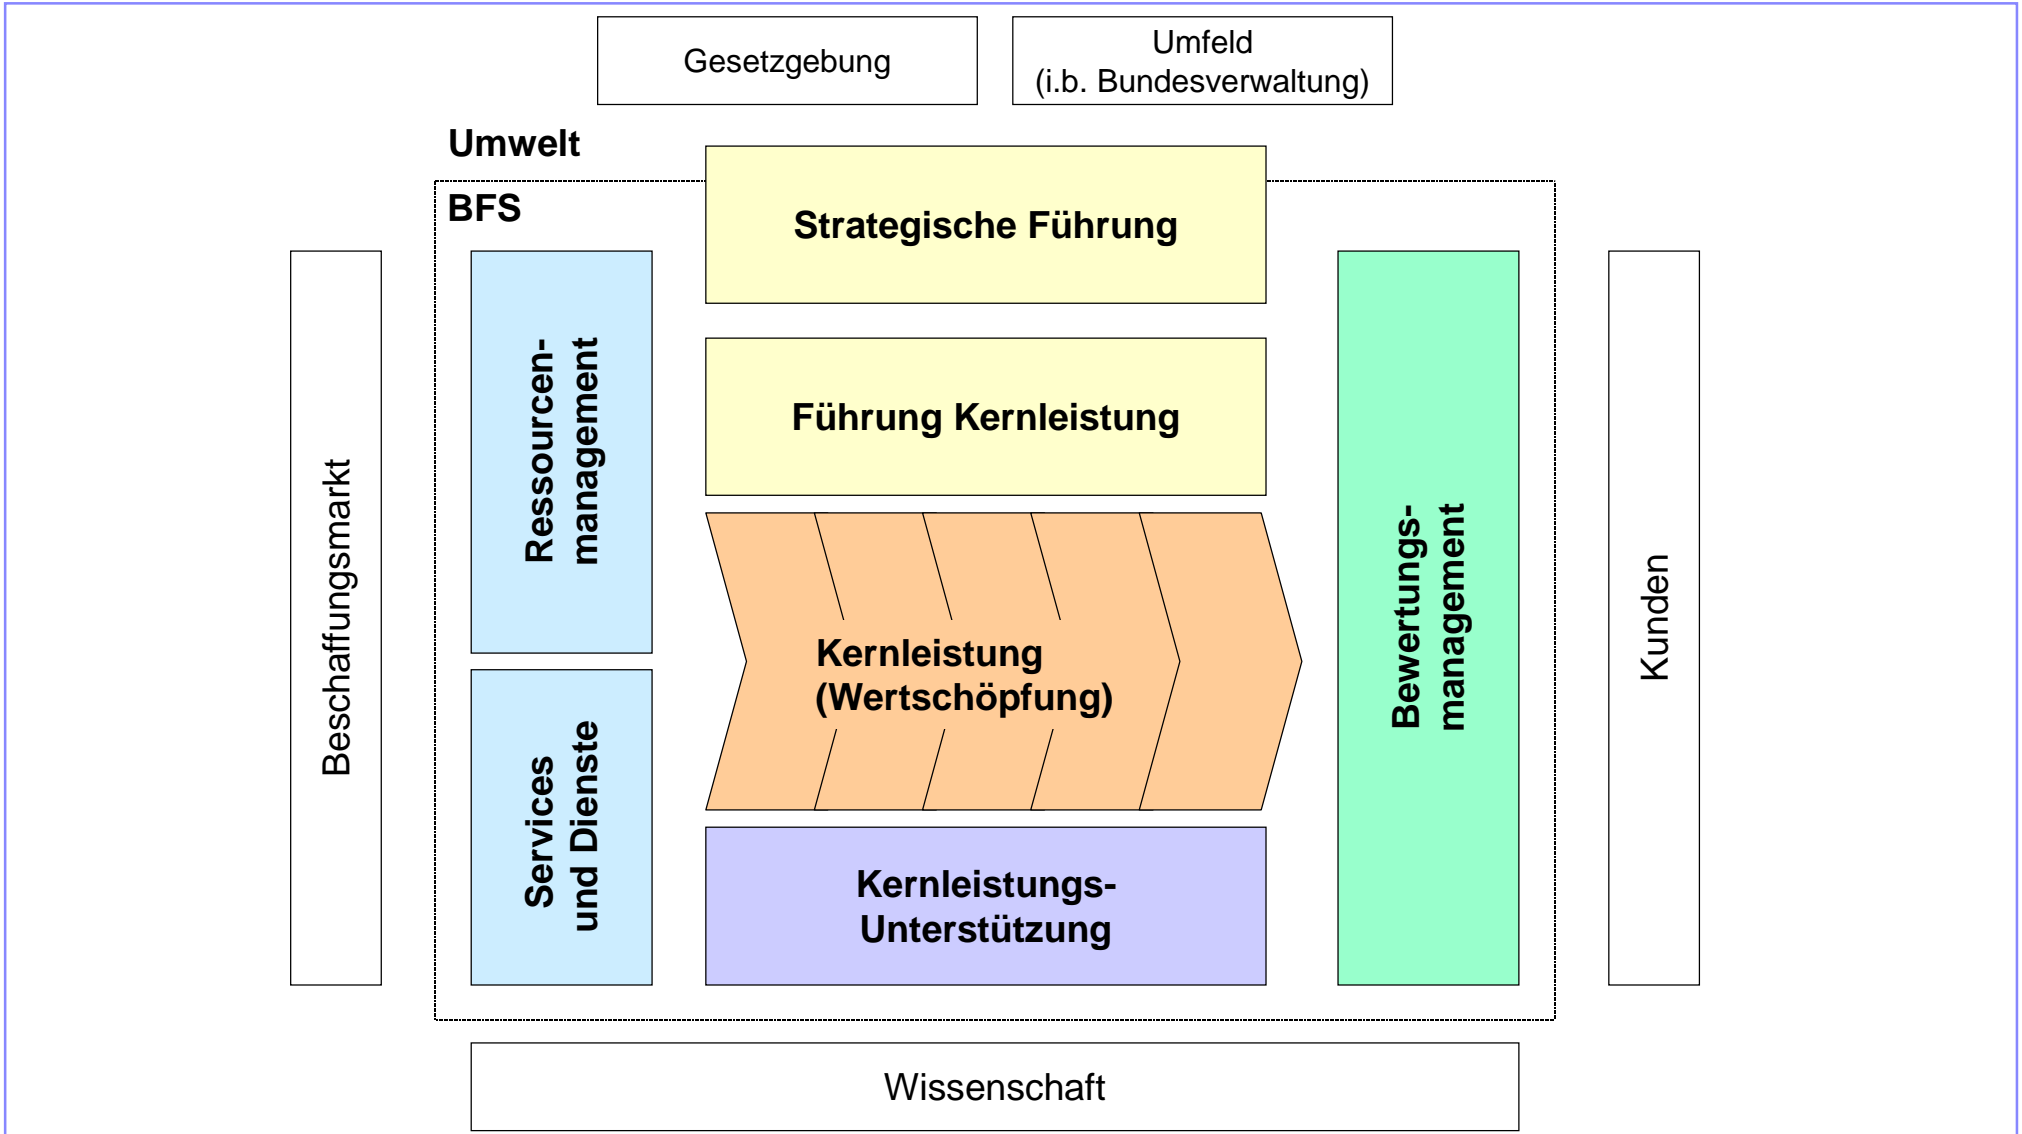 Gesetzgebung
Umfeld
(i.b. Bundesverwaltung)
Umwelt
BFS
Strategische Führung
Führung Kernleistung
Beschaffungsmarkt
Ressourcen-
management
Services
und Dienste
Kernleistung
(Wertschöpfung)
Kernleistungs-
Unterstützung
Bewertungs-
management
Kunden
Wissenschaft